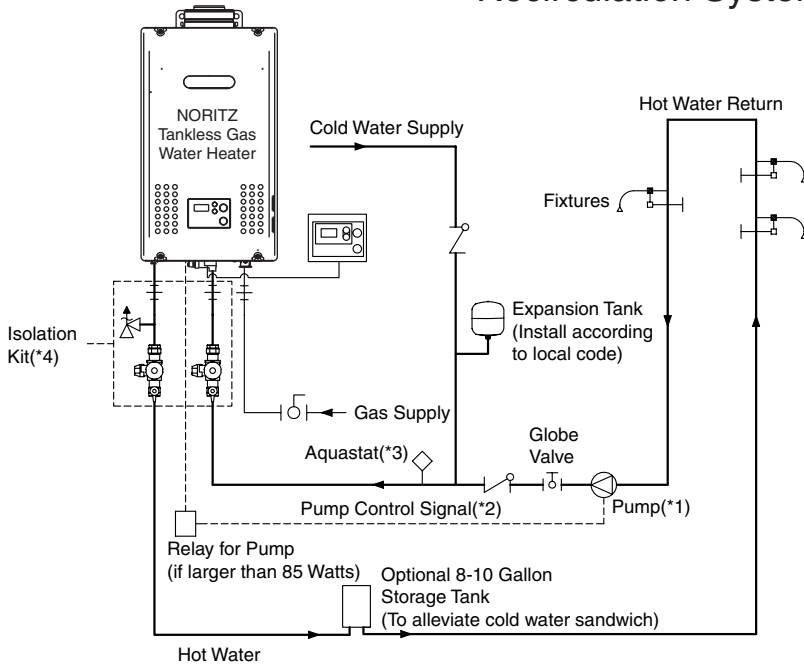 Hot Water Return
NORITZ
Tankless Gas
Water Heater
Cold Water Supply
Fixtures
Expansion Tank
(Install according
to local code)
Isolation
Kit(*4)
Gas Supply
Globe
Valve
Aquastat(*3)
Pump Control Signal(*2)
Pump(*1)
Relay for Pump
(if larger than 85 Watts)
Optional 8-10 Gallon
Storage Tank
(To alleviate cold water sandwich)
Hot Water